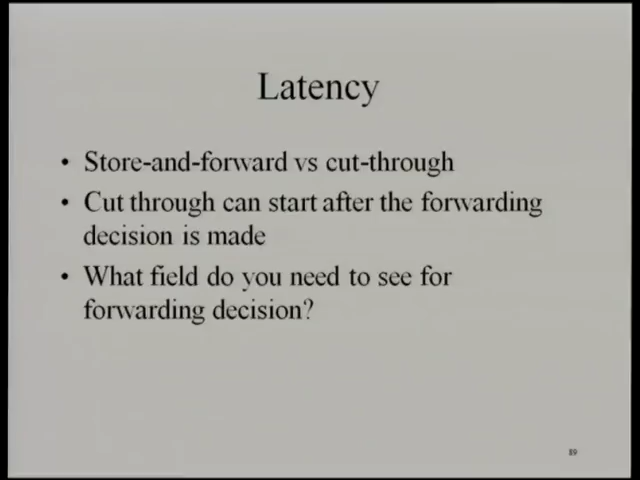 Latency
• Store-and-forward vs cut-through
• Cut through can start after the forwarding
decision is made
• What field do you need to see for
forwarding decision?
89